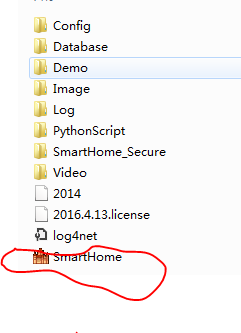 Config
Database
Demo
Image
Log
PythonScript
SmartHome_Secure
Video
2014
2016.4.13.license
log4net
SmartHome